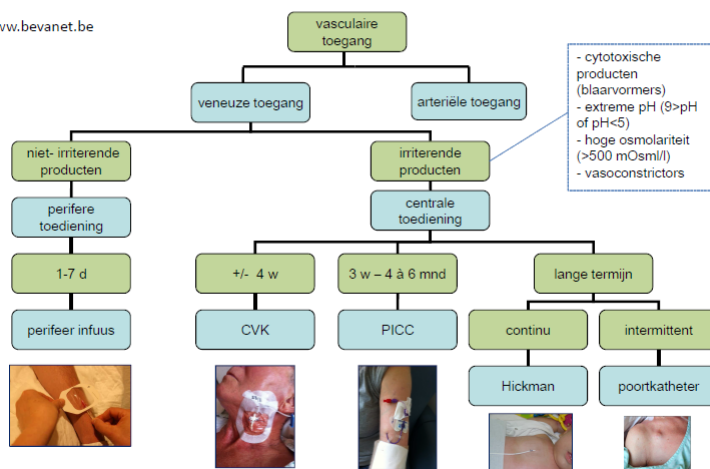 ww.bevanet.be
vasculaire
toegang
veneuze toegang
arteriële toegang
- cytotoxische
producten
(blaarvormers)
- extreme pH (9>pH
of pH<5)
- hoge osmolariteit
(>500 mOsml/l)
- vasoconstrictors
niet- irriterende
producten
irriterende
producten
perifere
toediening
centrale
toediening
1-7 d
+/- 4 w
3 w – 4 à 6 mnd
lange termijn
perifeer infuus
CVK
PICC
continu
intermittent
Hickman
poortkatheter